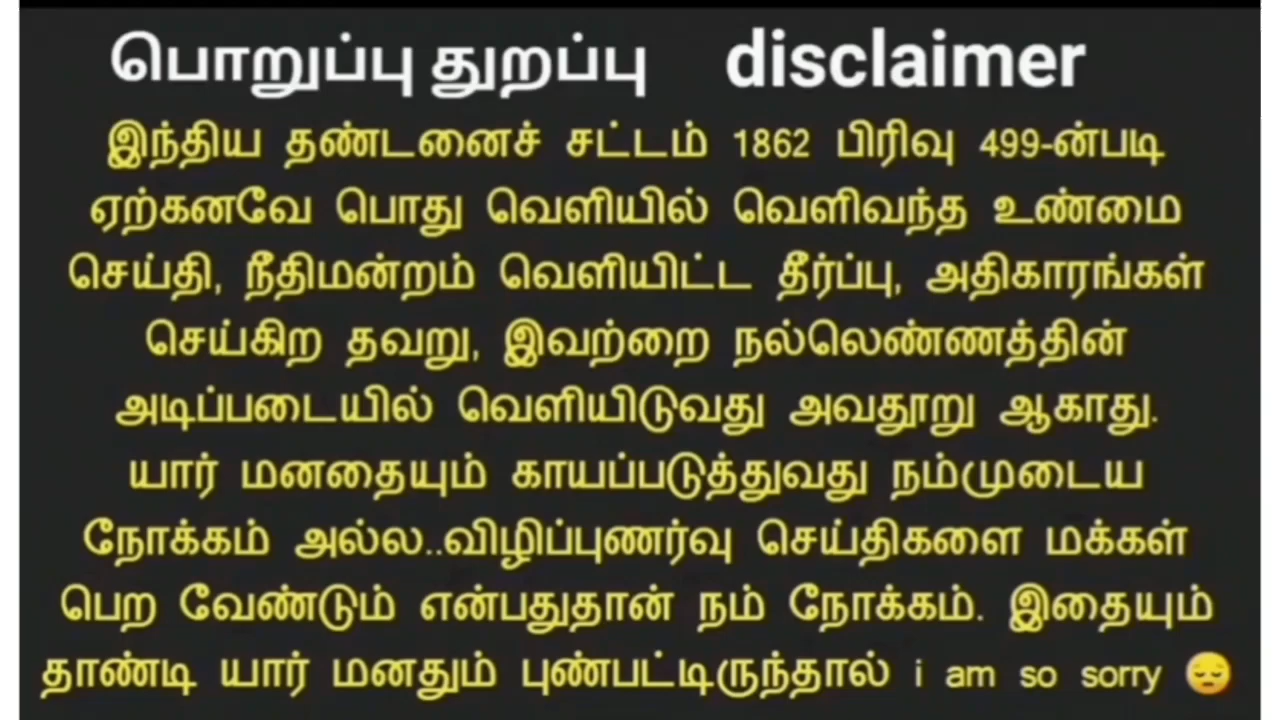 பொறுப்பு துறப்பு disclaimer
இந்திய தண்டனைச் சட்டம் 1862 பிரிவு 499-ன்படி
ஏற்கனவே பொது வெளியில் வெளிவந்த உண்மை
செய்தி, நீதிமன்றம் வெளியிட்ட தீர்ப்பு, அதிகாரங்கள்
செய்கிற தவறு, இவற்றை நல்லெண்ணத்தின்
அடிப்படையில் வெளியிடுவது அவதூறு ஆகாது.
யார் மனதையும் காயப்படுத்துவது நம்முடைய
நோக்கம் அல்ல..விழிப்புணர்வு செய்திகளை மக்கள்
பெற வேண்டும் என்பதுதான் நம் நோக்கம். இதையும்
தாண்டி யார் மனதும் புண்பட்டிருந்தால் i am so sorry 😔